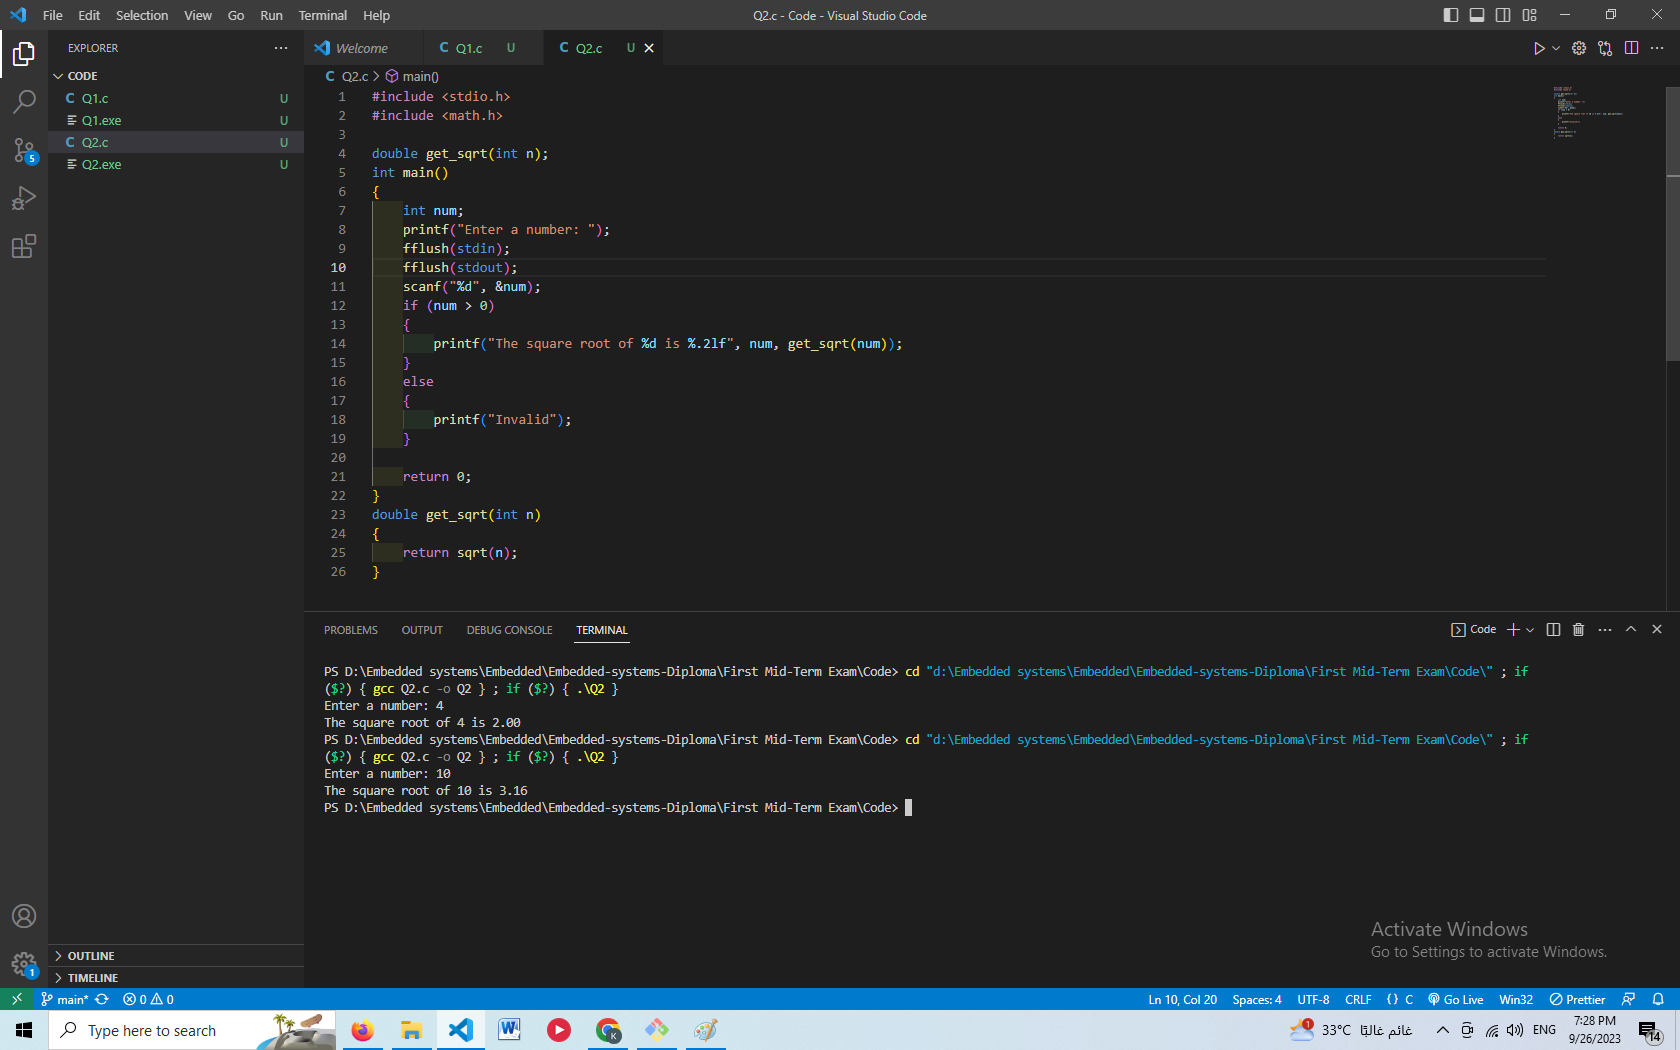 File Edit Selection View Go Run Terminal Help
Q2.c - Code - Visual Studio Code
EXPLORER
CODE
C Q1.c U
Q1.exe U
C Q2.c U
Q2.exe U
5
OUTLINE
1
TIMELINE
Welcome C Q1.c U C Q2.c U
C Q2.c > main()
1 #include <stdio.h>
2 #include <math.h>
3
4 double get_sqrt(int n);
5 int main()
6 {
7 int num;
8 printf("Enter a number: ");
9 fflush(stdin);
10 fflush(stdout);
11 scanf("%d", &num);
12 if (num > 0)
13 {
14 printf("The square root of %d is %.2lf", num, get_sqrt(num));
15 }
16 else
17 {
18 printf("Invalid");
19 }
20
21 return 0;
22 }
23 double get_sqrt(int n)
24 {
25 return sqrt(n);
26 }
PROBLEMS OUTPUT DEBUG CONSOLE TERMINAL
Code
PS D:\Embedded systems\Embedded\Embedded-systems-Diploma\First Mid-Term Exam\Code> cd "d:\Embedded systems\Embedded\Embedded-systems-Diploma\First Mid-Term Exam\Code\" ; if
($?) { gcc Q2.c -o Q2 } ; if ($?) { .\Q2 }
Enter a number: 4
The square root of 4 is 2.00
PS D:\Embedded systems\Embedded\Embedded-systems-Diploma\First Mid-Term Exam\Code> cd "d:\Embedded systems\Embedded\Embedded-systems-Diploma\First Mid-Term Exam\Code\" ; if
($?) { gcc Q2.c -o Q2 } ; if ($?) { .\Q2 }
Enter a number: 10
The square root of 10 is 3.16
PS D:\Embedded systems\Embedded\Embedded-systems-Diploma\First Mid-Term Exam\Code>
Activate Windows
Go to Settings to activate Windows.
main* 0 0
Ln 10, Col 20 Spaces: 4 UTF-8 CRLF {} C Go Live Win32 Prettier
Type here to search
W
K
1
33°C غائم غالبًا
ENG
7:28 PM
9/26/2023
14